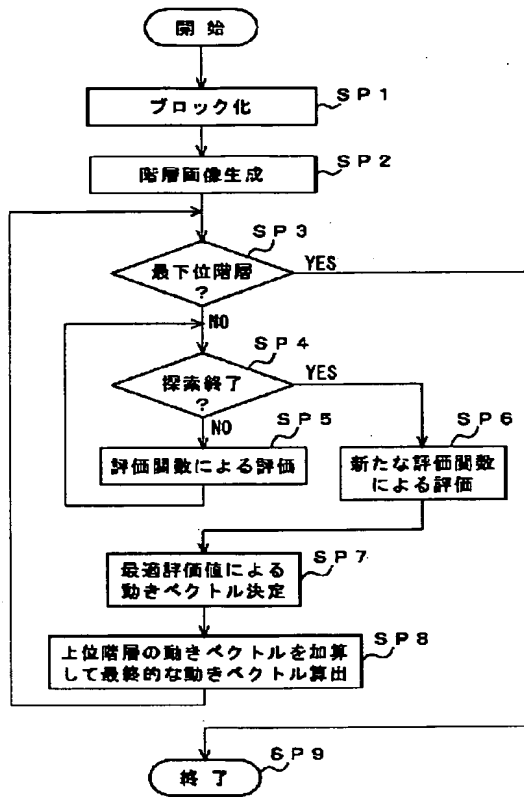 開始
SP1
ブロック化
SP2
階層画像生成
SP3
最下位階層
?
YES
NO
SP4
探索終了
?
YES
NO
SP5
評価関数による評価
SP6
新たな評価関数
による評価
SP7
最適評価値による
動きベクトル決定
SP8
上位階層の動きベクトルを加算
して最終的な動きベクトル算出
SP9
終了